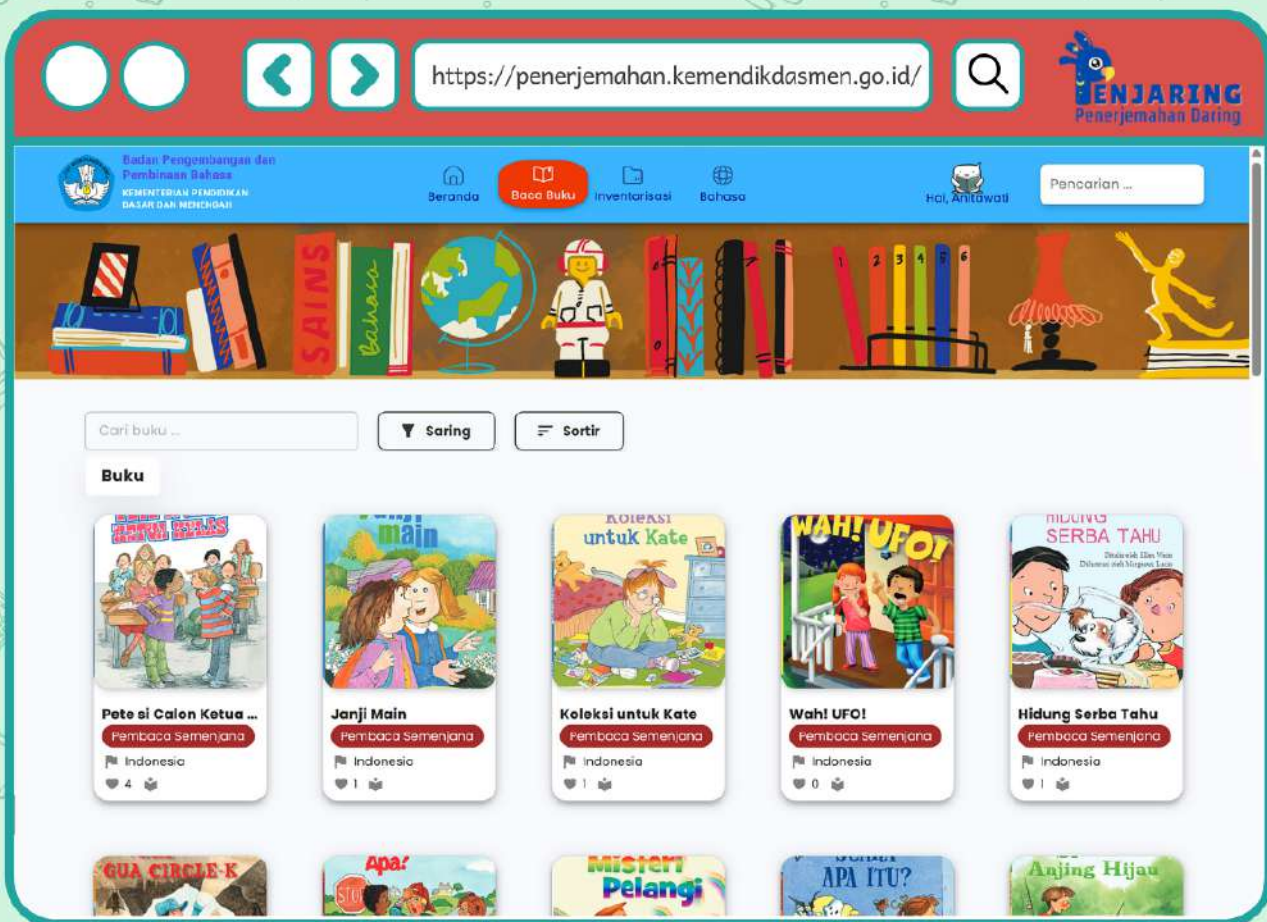 https://penerjemahan.kemendikdasmen.go.id/
PENJARING
Penerjemahan Daring
Badan Pengembangan dan
Pembinaan Bahasa
KEMENTERIAN PENDIDIKAN
DASAR DAN MENENGAH
Beranda
Baca Buku
Inventarisasi
Bahasa
Hai, Anitawati
Pencarian ...
SAINS
Bahasa
1 2 3 4 5 6
Cari buku ...
Saring
Sortir
Buku
main
Koleksi
untuk Kate
WAH! UFO!
HIDUNG
SERBA TAHU
Pete si Calon Ketua ...
Pembaca Semenjana
Indonesia
4
Janji Main
Pembaca Semenjana
Indonesia
1
Koleksi untuk Kate
Pembaca Semenjana
Indonesia
1
Wah! UFO!
Pembaca Semenjana
Indonesia
0
Hidung Serba Tahu
Pembaca Semenjana
Indonesia
1
GUA CIRCLE-K
Apa?
STOP
Misteri
Pelangi
APA ITU?
Anjing Hijau